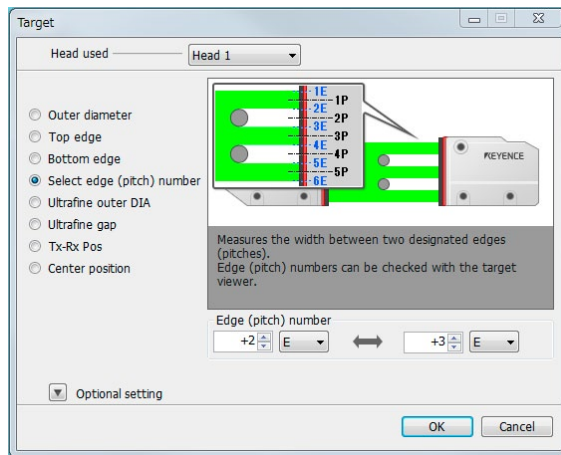 Target
Head used
Head 1
Outer diameter
Top edge
Bottom edge
Select edge (pitch) number
Ultrafine outer DIA
Ultrafine gap
Tx-Rx Pos
Center position
1E
1P
2E
2P
3E
3P
4E
4P
5E
5P
6E
KEYENCE
Measures the width between two designated edges
(pitches).
Edge (pitch) numbers can be checked with the target
viewer.
Edge (pitch) number
+2 E +3 E
Optional setting
OK Cancel